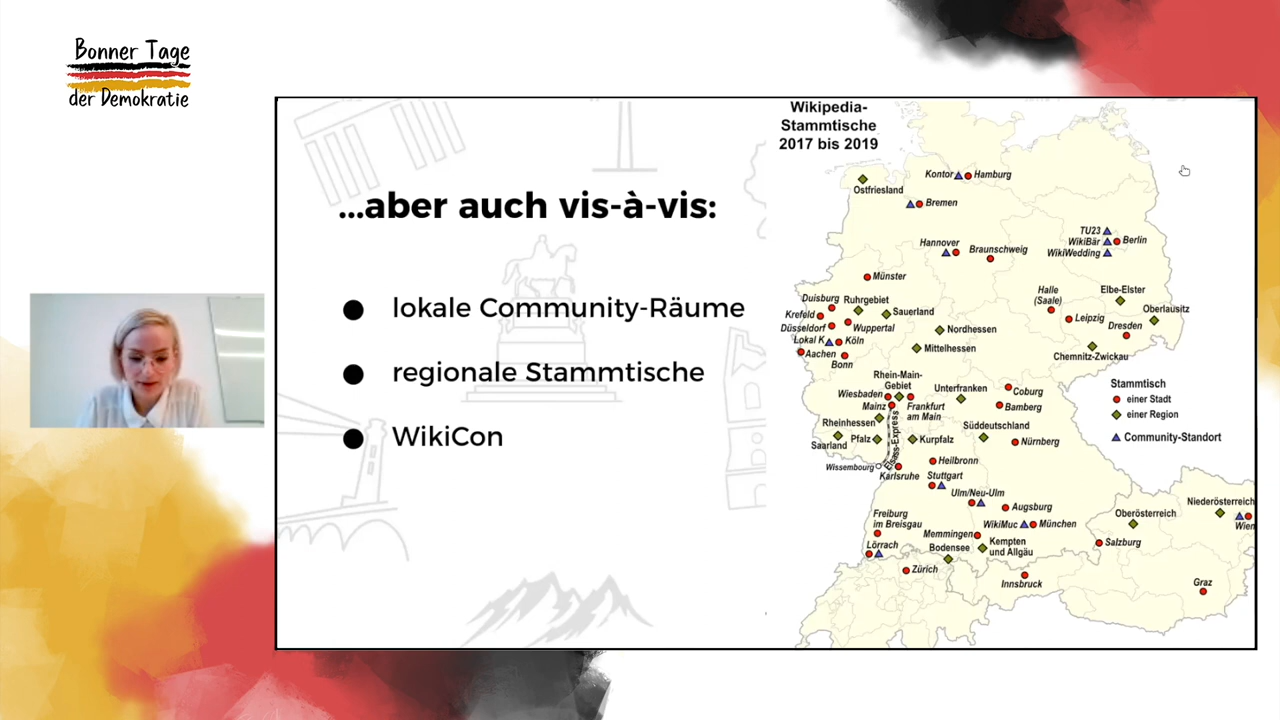 Bonner Tage
der Demokratie
...aber auch vis-à-vis:
lokale Community-Räume
regionale Stammtische
WikiCon
Wikipedia-
Stammtische
2017 bis 2019
Ostfriesland
Kontor
Hamburg
Bremen
TU23
WikiBär
Berlin
WikiWedding
Hannover
Braunschweig
Münster
Duisburg
Ruhrgebiet
Krefeld
Sauerland
Düsseldorf
Wuppertal
Lokal K
Köln
Aachen
Bonn
Nordhessen
Mittelhessen
Halle
(Saale)
Leipzig
Elbe-Elster
Oberlausitz
Dresden
Chemnitz-Zwickau
Rhein-Main-
Gebiet
Wiesbaden
Mainz
Frankfurt
am Main
Unterfranken
Coburg
Bamberg
Rheinhessen
Saarland
Pfalz
Elsass-Express
Kurpfalz
Süddeutschland
Nürnberg
Wissembourg
Karlsruhe
Heilbronn
Stuttgart
Ulm/Neu-Ulm
Augsburg
Freiburg
im Breisgau
WikiMuc
München
Memmingen
Lörrach
Bodensee
Kempten
und Allgäu
Zürich
Innsbruck
Salzburg
Oberösterreich
Niederösterreich
Wien
Graz
Stammtisch
einer Stadt
einer Region
Community-Standort